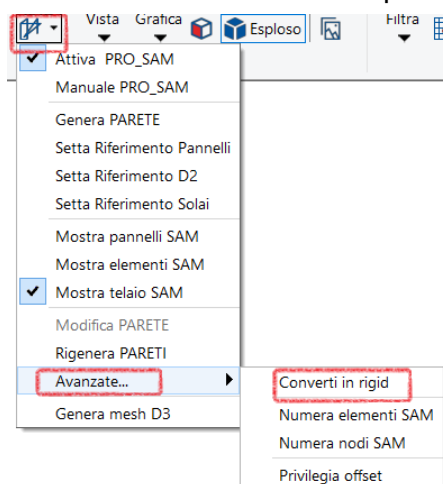 Vista Grafica Esploso Filtra
Attiva PRO_SAM
Manuale PRO_SAM
Genera PARETE
Setta Riferimento Pannelli
Setta Riferimento D2
Setta Riferimento Solai
Mostra pannelli SAM
Mostra elementi SAM
Mostra telaio SAM
Modifica PARETE
Rigenera PARETI
Avanzate...
Genera mesh D3
Converti in rigid
Numera elementi SAM
Numera nodi SAM
Privilegia offset